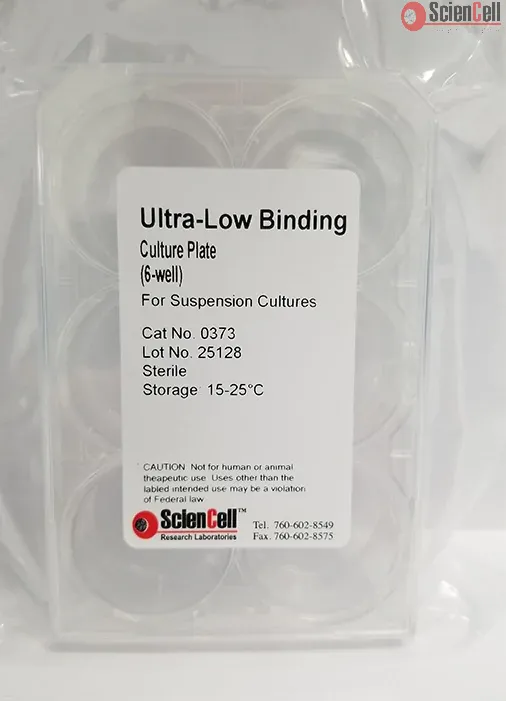 ScienCell
Ultra-Low Binding
Culture Plate
(6-well)
For Suspension Cultures
Cat No. 0373
Lot No. 25128
Sterile
Storage 15-25°C
CAUTION Not for human or animal
therapeutic use. Uses other than the
labled intended use may be a violation
of Federal law
ScienCell™
Research Laboratories
Tel. 760-602-8549
Fax. 760-602-8575